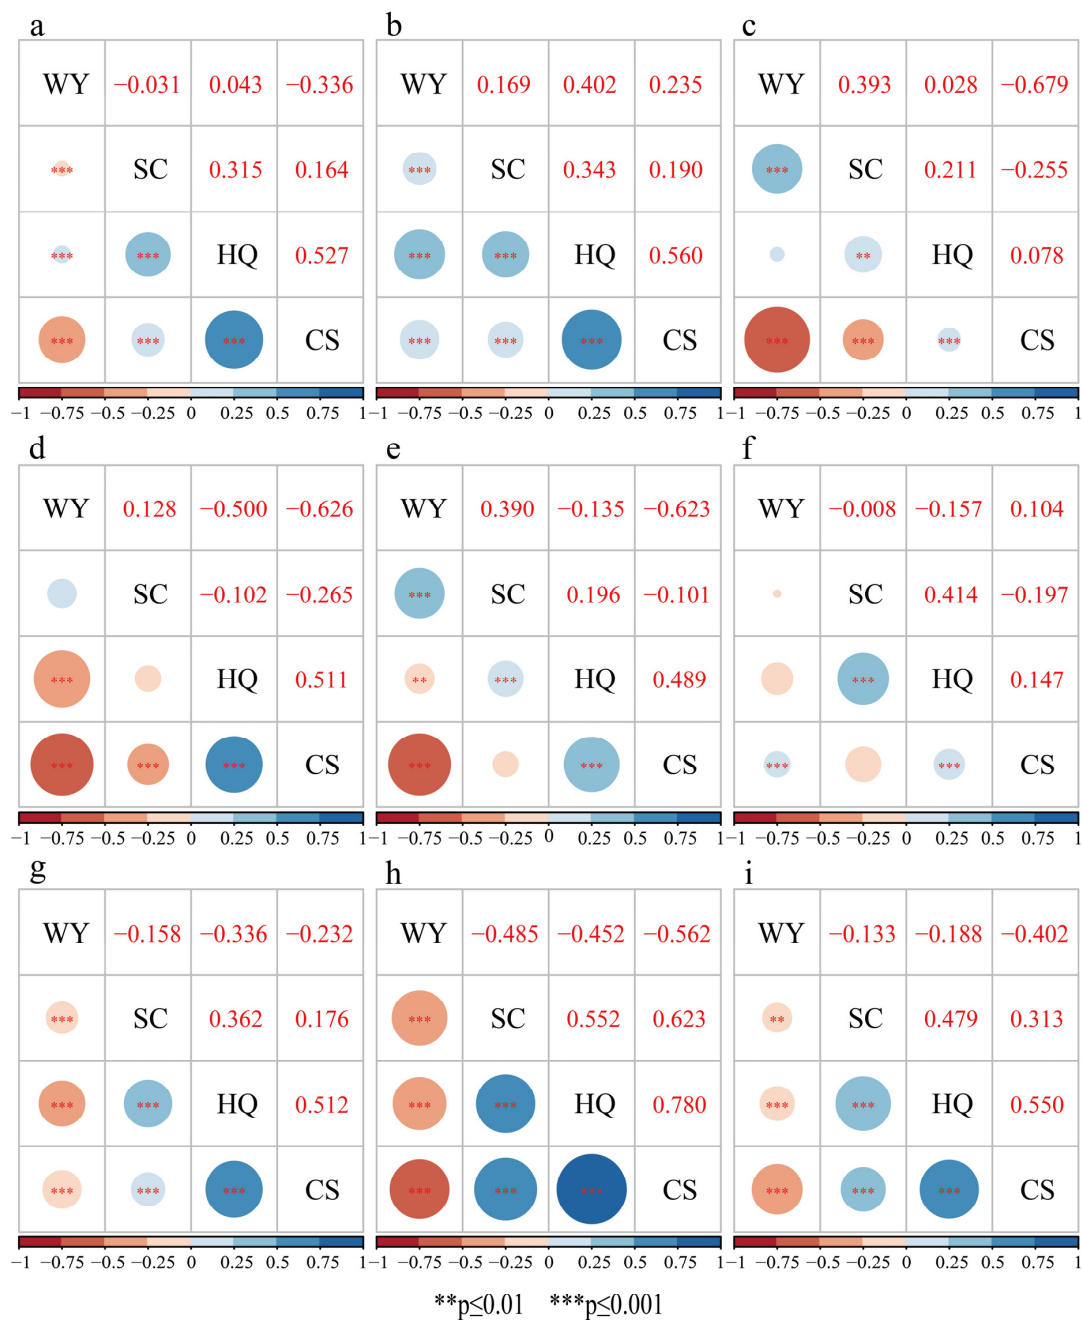 a b c
WY −0.031 0.043 −0.336 WY 0.169 0.402 0.235 WY 0.393 0.028 −0.679
*** SC 0.315 0.164 *** SC 0.343 0.190 *** SC 0.211 −0.255
*** *** HQ 0.527 *** *** HQ 0.560 ** HQ 0.078
*** *** *** CS *** *** *** CS *** *** *** CS
−1 −0.75 −0.5 −0.25 0 0.25 0.5 0.75 1 −1 −0.75 −0.5 −0.25 0 0.25 0.5 0.75 1 −1 −0.75 −0.5 −0.25 0 0.25 0.5 0.75 1
d e f
WY 0.128 −0.500 −0.626 WY 0.390 −0.135 −0.623 WY −0.008 −0.157 0.104
SC −0.102 −0.265 *** SC 0.196 −0.101 SC 0.414 −0.197
*** HQ 0.511 ** *** HQ 0.489 *** HQ 0.147
*** *** *** CS *** *** CS *** *** CS
−1 −0.75 −0.5 −0.25 0 0.25 0.5 0.75 1 −1 −0.75 −0.5 −0.25 0 0.25 0.5 0.75 1 −1 −0.75 −0.5 −0.25 0 0.25 0.5 0.75 1
g h i
WY −0.158 −0.336 −0.232 WY −0.485 −0.452 −0.562 WY −0.133 −0.188 −0.402
*** SC 0.362 0.176 *** SC 0.552 0.623 ** SC 0.479 0.313
*** *** HQ 0.512 *** *** HQ 0.780 *** *** HQ 0.550
*** *** *** CS *** *** *** CS *** *** *** CS
−1 −0.75 −0.5 −0.25 0 0.25 0.5 0.75 1 −1 −0.75 −0.5 −0.25 0 0.25 0.5 0.75 1 −1 −0.75 −0.5 −0.25 0 0.25 0.5 0.75 1
**p≤0.01 ***p≤0.001